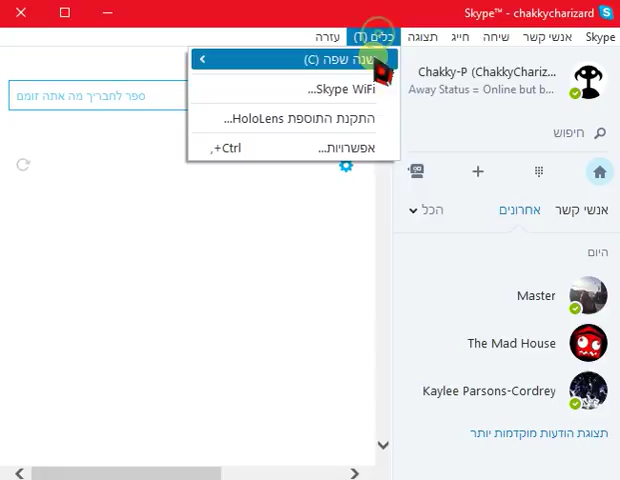 Skype™ - chakkycharizard
Skype אנשי קשר שיחה חייג תצוגה כלים (T) עזרה
שנה שפה (C)
Skype WiFi...
התקנת התוספת HoloLens...
אפשרויות... Ctrl+,
ספר לחבריך מה אתה זומם
Chakky-P (ChakkyChariz...
Away Status = Online but b...
חיפוש
אנשי קשר אחרונים הכל
היום
Master
The Mad House
Kaylee Parsons-Cordrey
תצוגת הודעות מוקדמות יותר